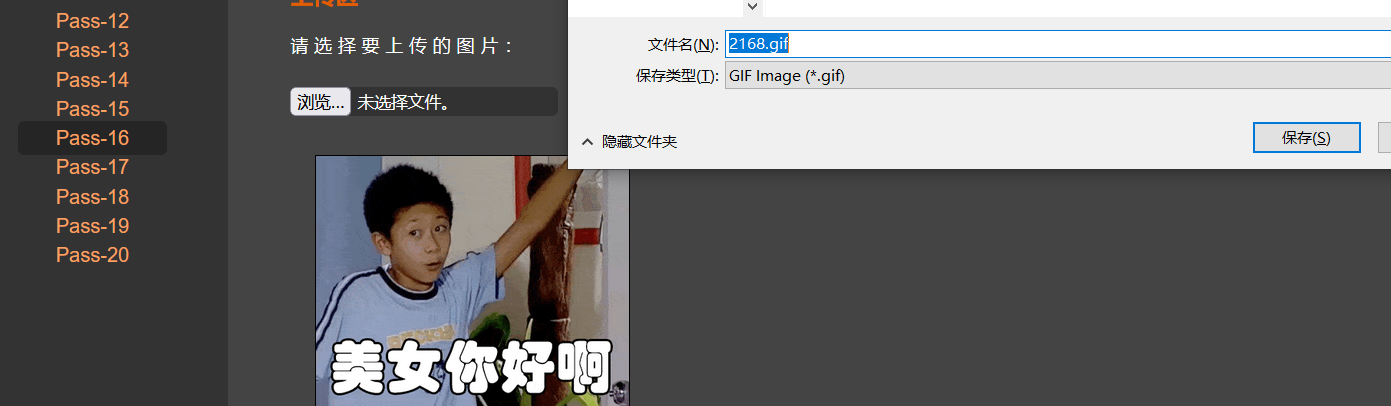 Pass-12
Pass-13
Pass-14
Pass-15
Pass-16
Pass-17
Pass-18
Pass-19
Pass-20
上传区
请选择要上传的图片：
浏览... 未选择文件。
美女你好啊
文件名(N): 2168.gif
保存类型(T): GIF Image (*.gif)
隐藏文件夹
保存(S)